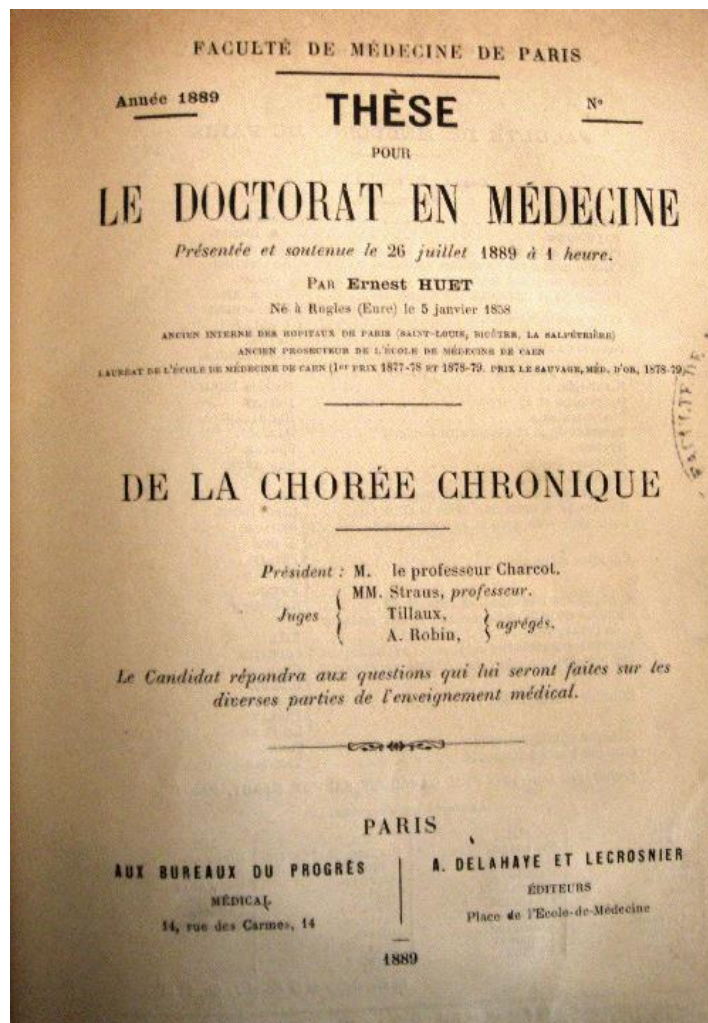 FACULTÉ DE MÉDECINE DE PARIS
Année 1889
THÈSE
N°
POUR
LE DOCTORAT EN MÉDECINE
Présentée et soutenue le 26 juillet 1889 à 1 heure.
PAR Ernest HUET
Né à Rugles (Eure) le 5 janvier 1858
ANCIEN INTERNE DES HOPITAUX DE PARIS (SAINT-LOUIS, BICÊTRE, LA SALPÉTRIÈRE)
ANCIEN PROSECTEUR DE L'ÉCOLE DE MÉDECINE DE CAEN
LAURÉAT DE L'ÉCOLE DE MÉDECINE DE CAEN (1er PRIX 1877-78 ET 1878-79. PRIX LE SAUVAGE, MÉD. D'OR, 1878-79).
DE LA CHORÉE CHRONIQUE
Président : M. le professeur Charcot.
MM. Straus, professeur.
Juges Tillaux,
A. Robin, agrégés.
Le Candidat répondra aux questions qui lui seront faites sur les
diverses parties de l'enseignement médical.
PARIS
AUX BUREAUX DU PROGRÈS
MÉDICAL
14, rue des Carmes, 14
A. DELAHAYE ET LECROSNIER
ÉDITEURS
Place de l'Ecole-de-Médecine
1889